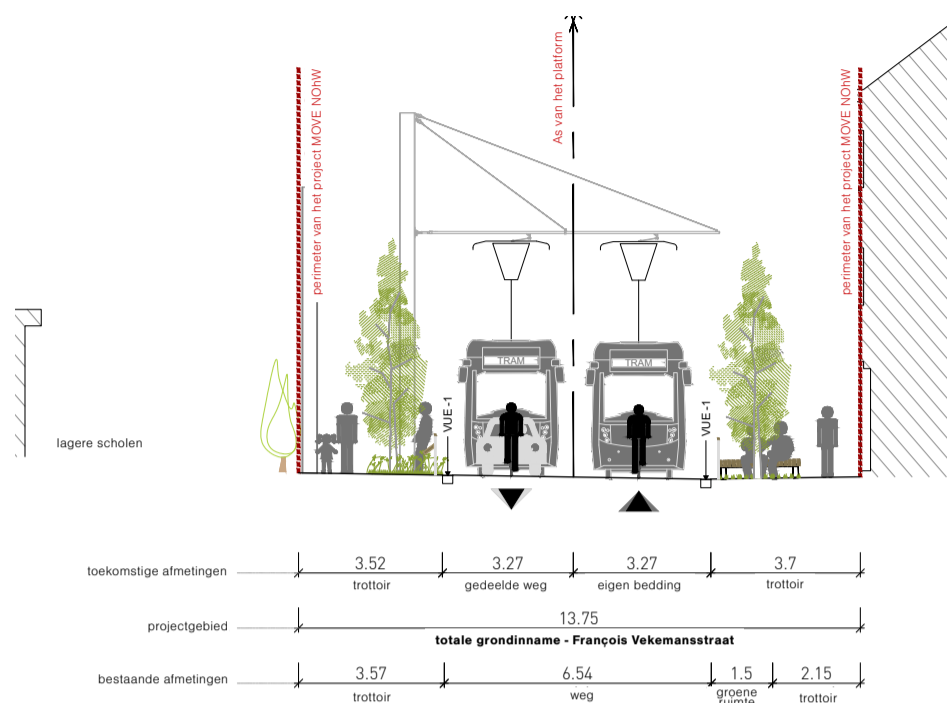 perimeter van het project MOVE NOhW
As van het platform
perimeter van het project MOVE NOhW
TRAM
TRAM
VUE -1
VUE -1
lagere scholen
toekomstige afmetingen
3.52
3.27
3.27
3.7
trottoir
gedeelde weg
eigen bedding
trottoir
projectgebied
13.75
totale grondinname - François Vekemansstraat
bestaande afmetingen
3.57
6.54
1.5
2.15
trottoir
weg
groene
ruimte
trottoir